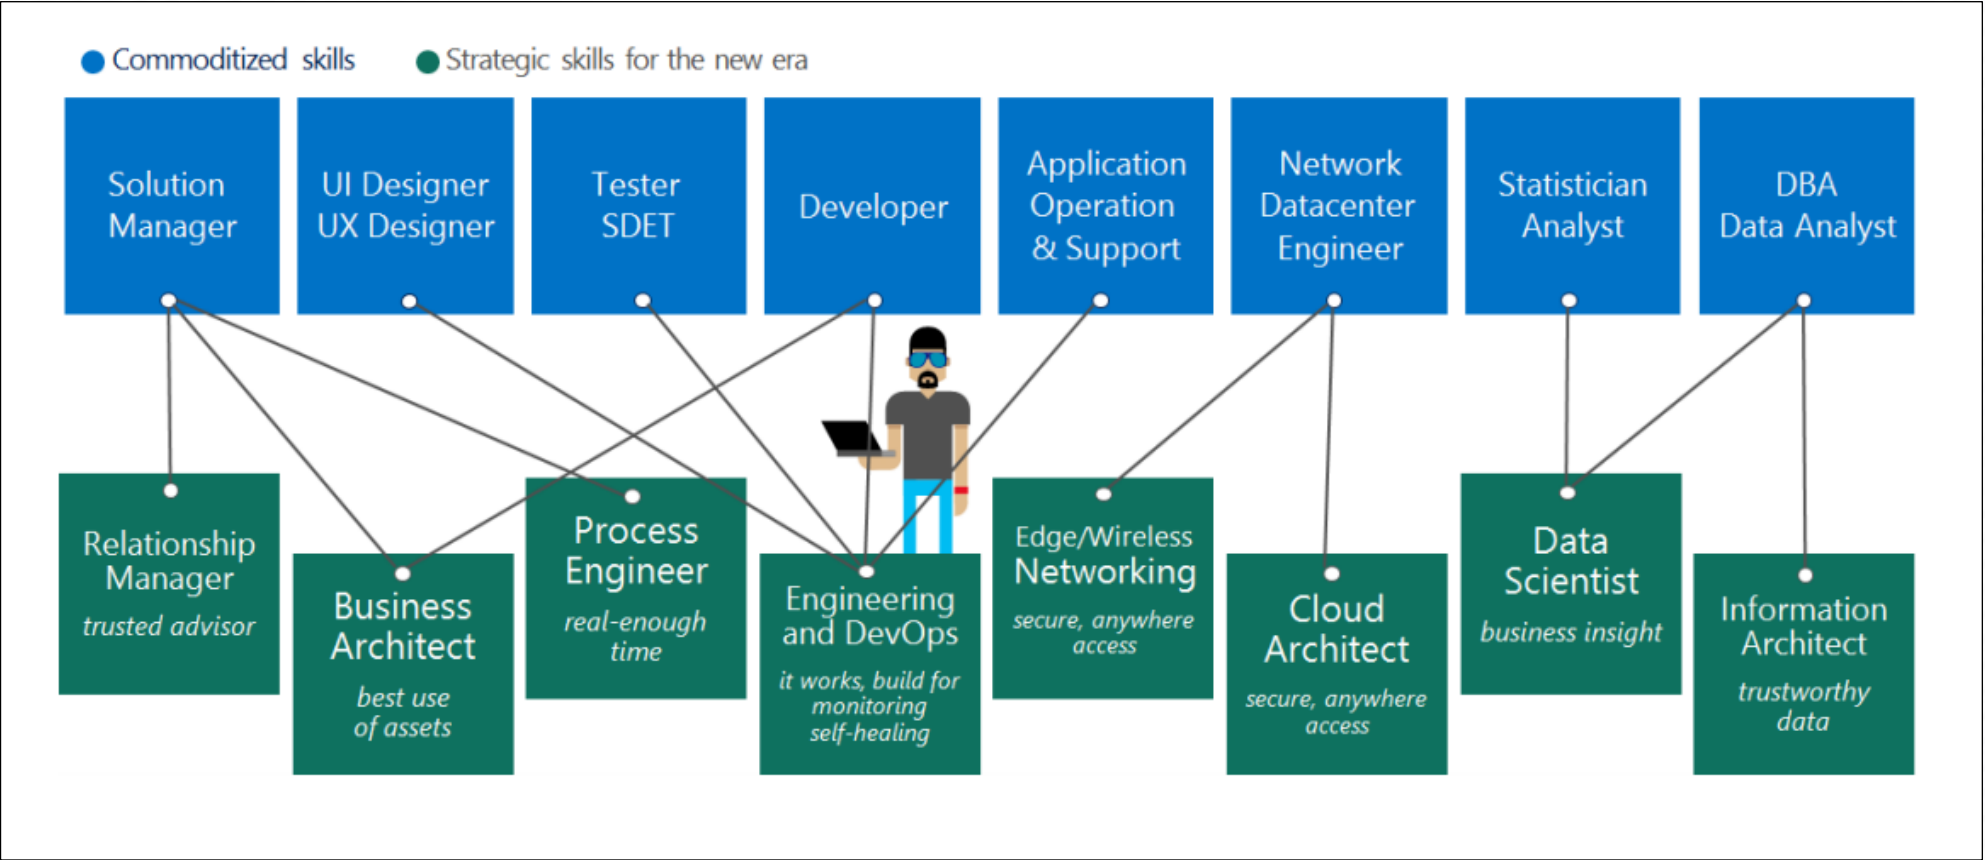 Commoditized skills
Strategic skills for the new era
Solution
Manager
UI Designer
UX Designer
Tester
SDET
Developer
Application
Operation
& Support
Network
Datacenter
Engineer
Statistician
Analyst
DBA
Data Analyst
Relationship
Manager
trusted advisor
Business
Architect
best use
of assets
Process
Engineer
real-enough
time
Engineering
and DevOps
it works, build for
monitoring
self-healing
Edge/Wireless
Networking
secure, anywhere
access
Cloud
Architect
secure, anywhere
access
Data
Scientist
business insight
Information
Architect
trustworthy
data